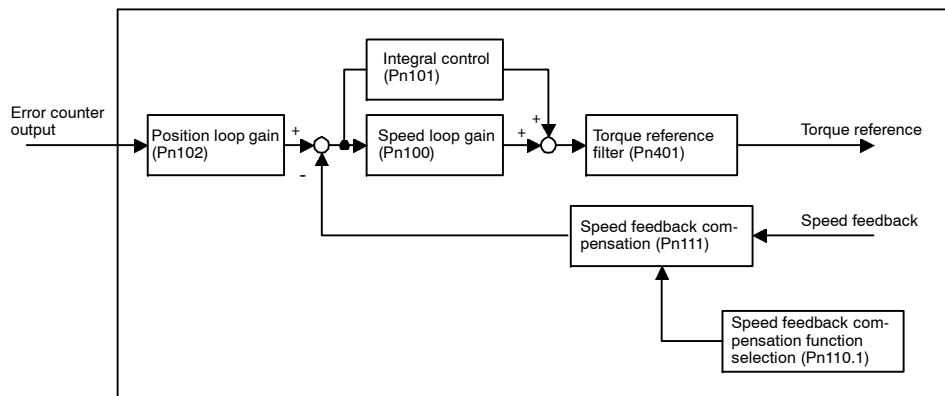 Integral control
(Pn101)
Error counter
output
Position loop gain
(Pn102)
+
-
Speed loop gain
(Pn100)
+
+
Torque reference
filter (Pn401)
Torque reference
Speed feedback com-
pensation (Pn111)
Speed feedback
Speed feedback com-
pensation function
selection (Pn110.1)